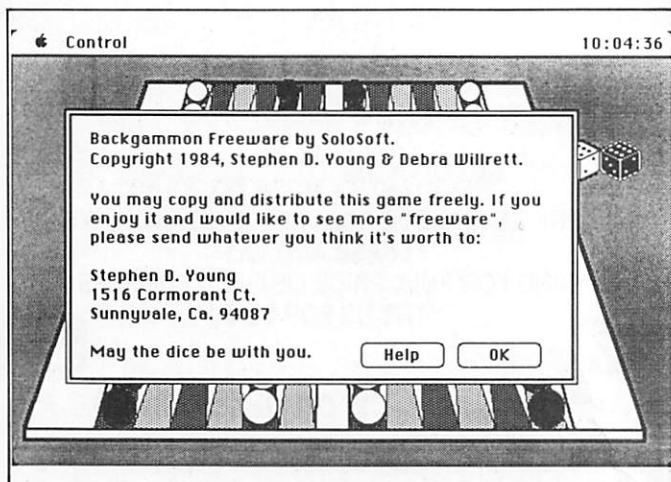 Control 10:04:36
Backgammon Freeware by SoloSoft.
Copyright 1984, Stephen D. Young & Debra Willrett.
You may copy and distribute this game freely. If you
enjoy it and would like to see more "freeware",
please send whatever you think it's worth to:
Stephen D. Young
1516 Cormorant Ct.
Sunnyvale, Ca. 94087
May the dice be with you. Help OK